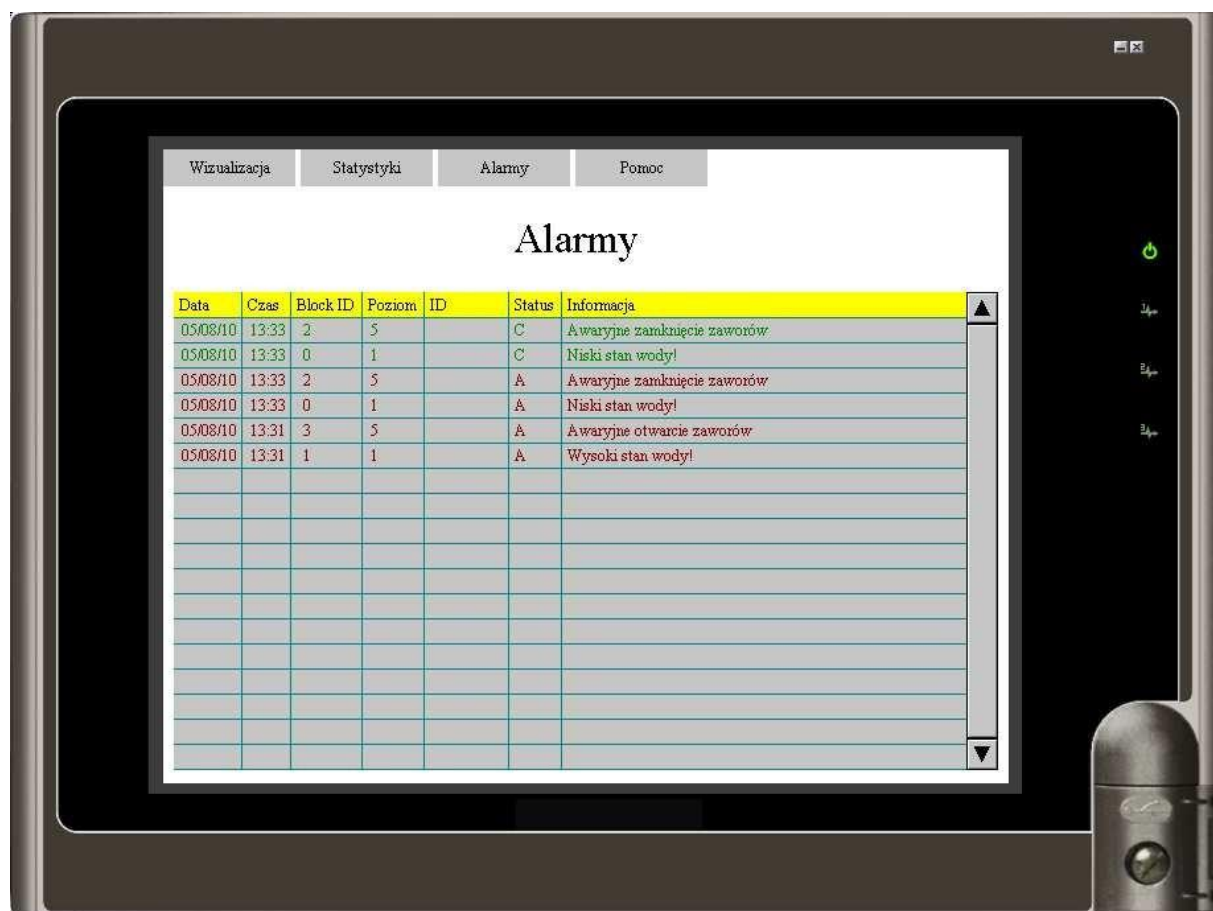 Wizualizacja Statystyki Alarmy Pomoc
Alarmy
Data Czas Block ID Poziom ID Status Informacja
05/08/10 13:33 2 5 C Awaryjne zamknięcie zaworów
05/08/10 13:33 0 1 C Niski stan wody!
05/08/10 13:33 2 5 A Awaryjne zamknięcie zaworów
05/08/10 13:33 0 1 A Niski stan wody!
05/08/10 13:31 3 5 A Awaryjne otwarcie zaworów
05/08/10 13:31 1 1 A Wysoki stan wody!
1
2
3